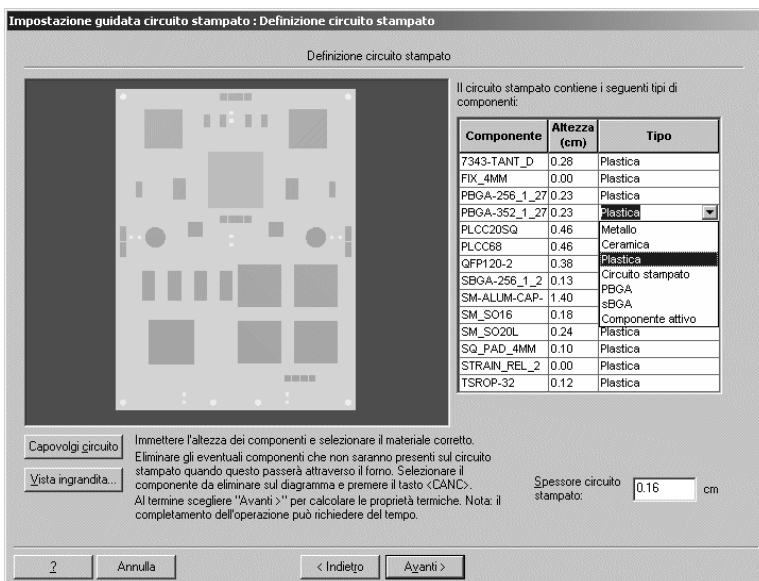 Impostazione guidata circuito stampato : Definizione circuito stampato
Definizione circuito stampato
Il circuito stampato contiene i seguenti tipi di
componenti:
Componente Altezza (cm) Tipo
7343-TANT_D 0.28 Plastica
FIX_4MM 0.00 Plastica
PBGA-256_1_27 0.23 Plastica
PBGA-352_1_27 0.23 Plastica
PLCC20SQ 0.46 Metallo
PLCC68 0.46 Ceramica
QFP120-2 0.38 Plastica
Circuito stampato
SBGA-256_1_2 0.13 PBGA
SM-ALUM-CAP- 1.40 sBGA
SM_SO16 0.18 Componente attivo
SM_SO20L 0.24 Plastica
SQ_PAD_4MM 0.10 Plastica
STRAIN_REL_2 0.00 Plastica
TSROP-32 0.12 Plastica
Capovolgi circuito
Vista ingrandita...
Immettere l'altezza dei componenti e selezionare il materiale corretto.
Eliminare gli eventuali componenti che non saranno presenti sul circuito
stampato quando questo passerà attraverso il forno. Selezionare il
componente da eliminare sul diagramma e premere il tasto <CANC>.
Al termine scegliere "Avanti >" per calcolare le proprietà termiche. Nota: il
completamento dell'operazione può richiedere del tempo.
Spessore circuito
stampato: 0.16 cm
? Annulla < Indietro Avanti >